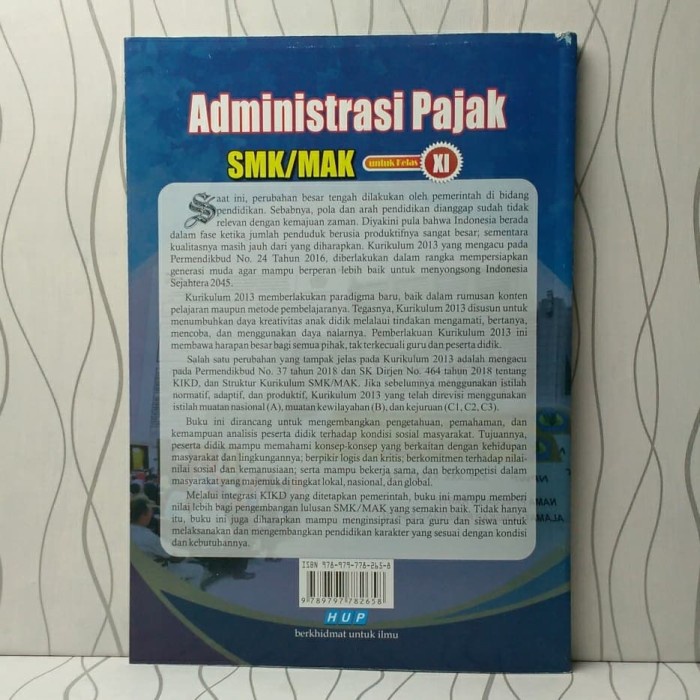 Administrasi Pajak
SMK/MAK untuk Kelas XI
Saat ini, perubahan besar tengah dilakukan oleh pemerintah di bidang
pendidikan. Sebabnya, pola dan arah pendidikan dianggap sudah tidak
relevan dengan kemajuan zaman. Diyakini pula bahwa Indonesia berada
dalam fase ketika jumlah penduduk berusia produktifnya sangat besar; sementara
kualitasnya masih jauh dari yang diharapkan. Kurikulum 2013 yang mengacu pada
Permendikbud No. 24 Tahun 2016, diberlakukan dalam rangka mempersiapkan
generasi muda agar mampu berperan lebih baik untuk menyongsong Indonesia
Sejahtera 2045.
Kurikulum 2013 memberlakukan paradigma baru, baik dalam rumusan konten
pelajaran maupun metode pembelajaranya. Tegasnya, Kurikulum 2013 disusun untuk
menumbuhkan daya kreativitas anak didik melalaui tindakan mengamati, bertanya,
mencoba, dan menggunakan daya nalarnya. Pemberlakuan Kurikulum 2013 ini
membawa harapan besar bagi semua pihak, tak terkecuali guru dan peserta didik.
Salah satu perubahan yang tampak jelas pada Kurikulum 2013 adalah mengacu
pada Permendikbud No. 37 tahun 2018 dan SK Dirjen No. 464 tahun 2018 tentang
KIKD, dan Struktur Kurikulum SMK/MAK. Jika sebelumnya menggunakan istilah
normatif, adaptif, dan produktif, Kurikulum 2013 yang telah direvisi menggunakan
istilah muatan nasional (A), muatan kewilayahan (B), dan kejuruan (C1, C2, C3).
Buku ini dirancang untuk mengembangkan pengetahuan, pemahaman, dan
kemampuan analisis peserta didik terhadap kondisi sosial masyarakat. Tujuannya,
peserta didik mampu memahami konsep-konsep yang berkaitan dengan kehidupan
masyarakat dan lingkungannya; berpikir logis dan kritis; berkomitmen terhadap nilai-
nilai sosial dan kemanusiaan; serta mampu bekerja sama, dan berkompetisi dalam
masyarakat yang majemuk di tingkat lokal, nasional, dan global.
Melalui integrasi KIKD yang ditetapkan pemerintah, buku ini mampu memberi
nilai lebih bagi pengembangan lulusan SMK/MAK yang semakin baik. Tidak hanya
itu, buku ini juga diharapkan mampu menginsiprasi para guru dan siswa untuk
melaksanakan dan mengembangkan pendidikan karakter yang sesuai dengan kondisi
dan kebutuhannya.
ISBN 978-979-778-265-8
9 789797 782658
HUP
berkhidmat untuk ilmu